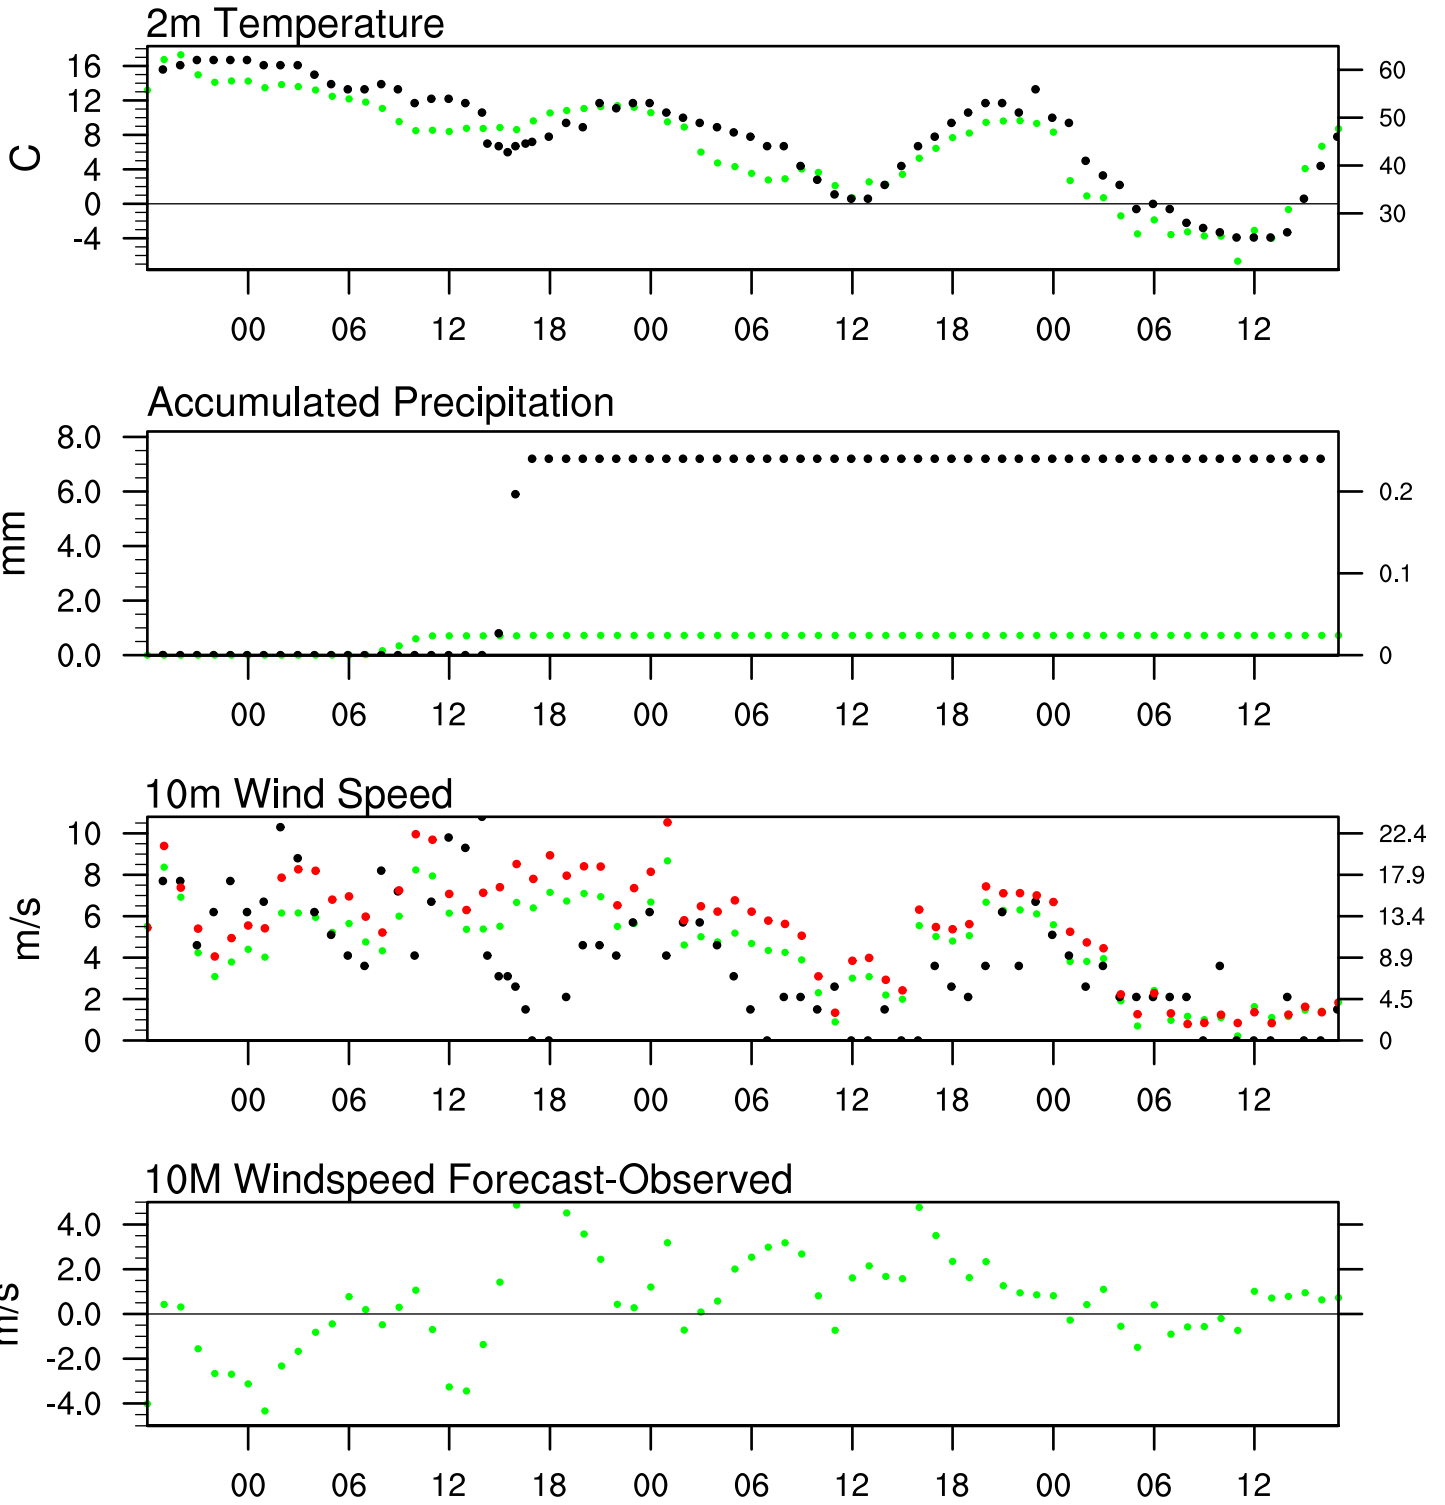 2m Temperature
16
12
8
4
0
-4
C
60
50
40
30
00 06 12 18 00 06 12 18 00 06 12
Accumulated Precipitation
8.0
6.0
4.0
2.0
0.0
mm
0.2
0.1
0
00 06 12 18 00 06 12 18 00 06 12
10m Wind Speed
10
8
6
4
2
0
m/s
22.4
17.9
13.4
8.9
4.5
0
00 06 12 18 00 06 12 18 00 06 12
10M Windspeed Forecast-Observed
4.0
2.0
0.0
-2.0
-4.0
m/s
00 06 12 18 00 06 12 18 00 06 12